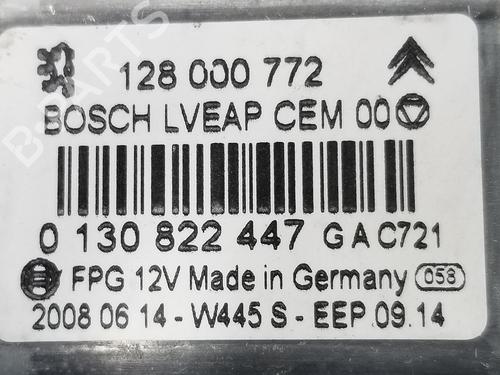 128 000 772
BOSCH LVEAP CEM 00
0 130 822 447 G A C721
FPG 12V Made in Germany 058
2008 06 14 - W445 S - EEP 09.14
B-PARTS